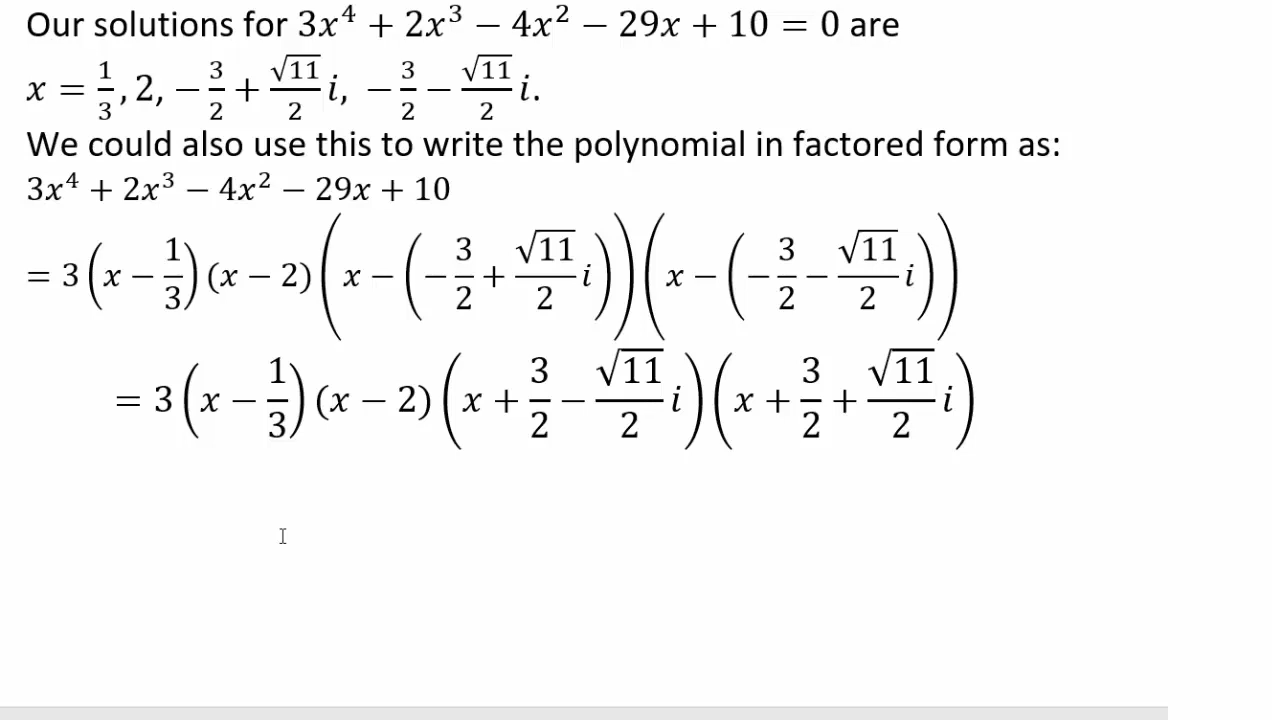 Our solutions for 3x⁴ + 2x³ − 4x² − 29x + 10 = 0 are
x = 1/3, 2, −3/2 + √11/2 i, −3/2 − √11/2 i.
We could also use this to write the polynomial in factored form as:
3x⁴ + 2x³ − 4x² − 29x + 10
= 3(x − 1/3)(x − 2)(x − (−3/2 + √11/2 i))(x − (−3/2 − √11/2 i))
= 3(x − 1/3)(x − 2)(x + 3/2 − √11/2 i)(x + 3/2 + √11/2 i)